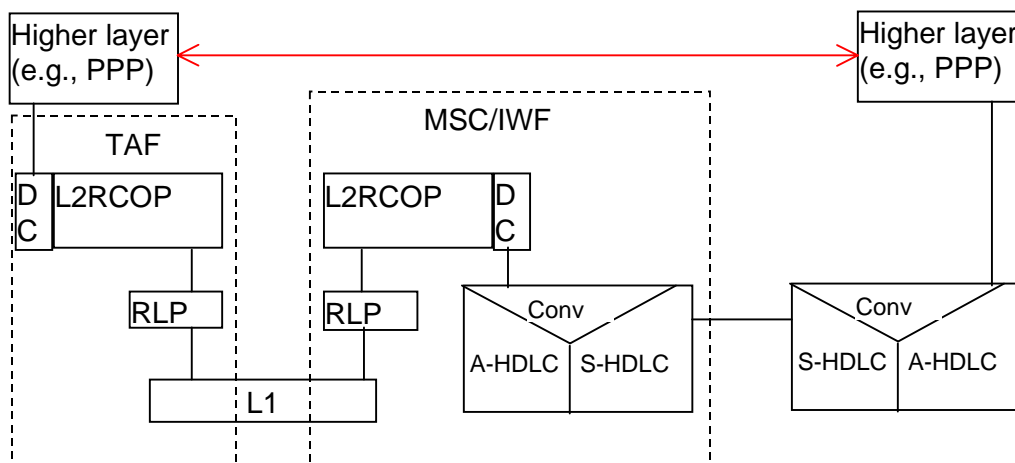 Higher layer
(e.g., PPP)
Higher layer
(e.g., PPP)
TAF
MSC/IWF
D
C
L2RCOP
L2RCOP
D
C
RLP
RLP
L1
Conv
A-HDLC
S-HDLC
Conv
S-HDLC
A-HDLC